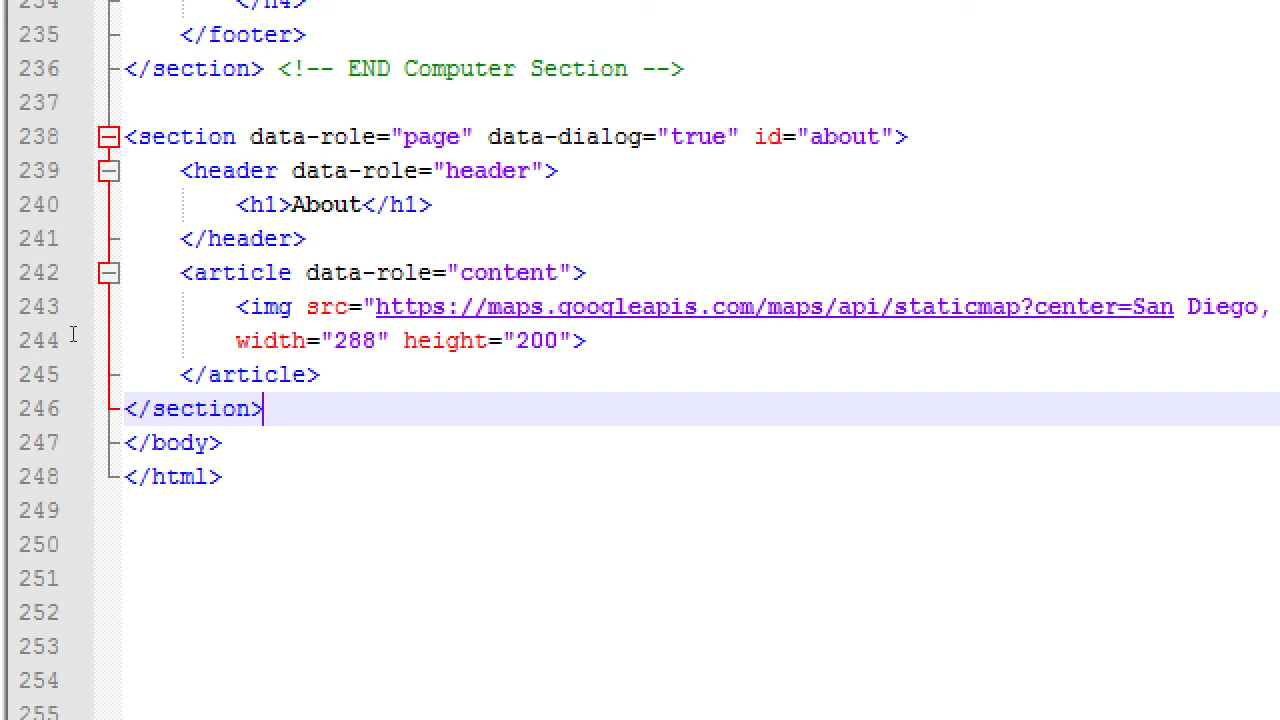 234 </h4>
235 </footer>
236 </section> <!-- END Computer Section -->
237
238 <section data-role="page" data-dialog="true" id="about">
239 <header data-role="header">
240 <h1>About</h1>
241 </header>
242 <article data-role="content">
243 <img src="https://maps.googleapis.com/maps/api/staticmap?center=San Diego,
244 width="288" height="200">
245 </article>
246 </section>
247 </body>
248 </html>
249
250
251
252
253
254
255